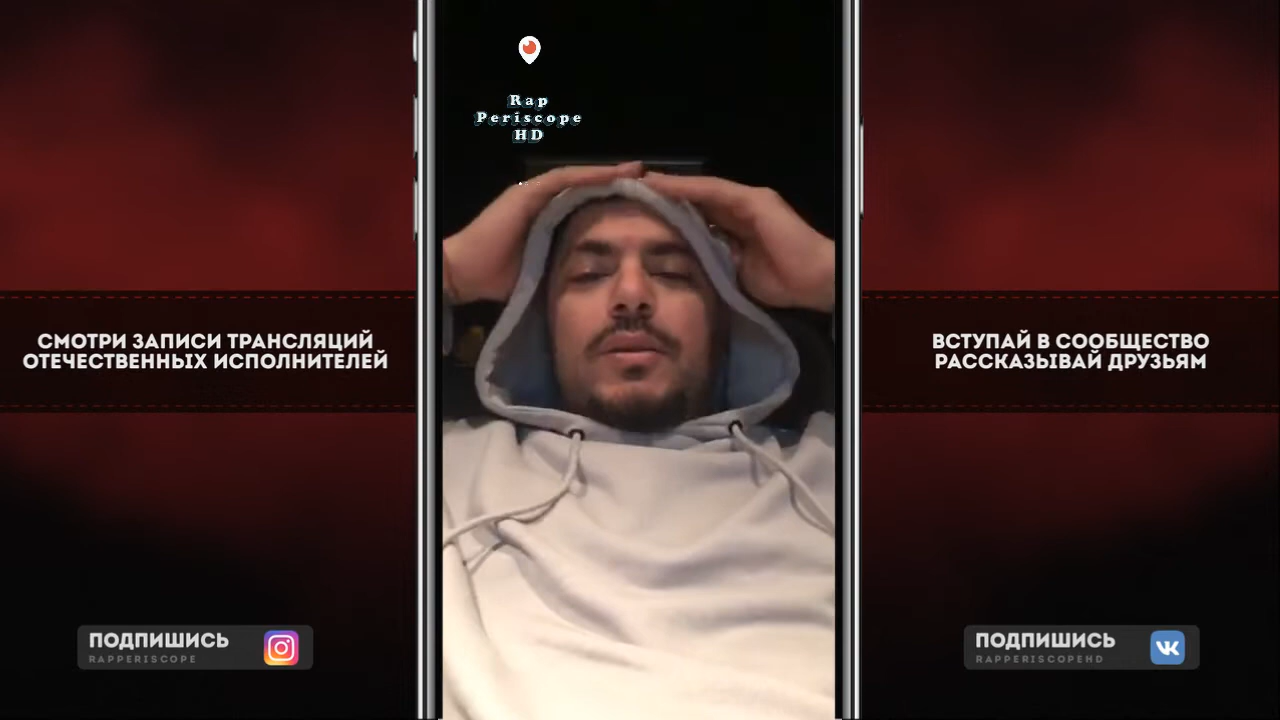 Rap
Periscope
HD
СМОТРИ ЗАПИСИ ТРАНСЛЯЦИЙ
ОТЕЧЕСТВЕННЫХ ИСПОЛНИТЕЛЕЙ
ВСТУПАЙ В СООБЩЕСТВО
РАССКАЗЫВАЙ ДРУЗЬЯМ
ПОДПИШИСЬ
RAPPERISCOPE
ПОДПИШИСЬ
RAPPERISCOPEHD